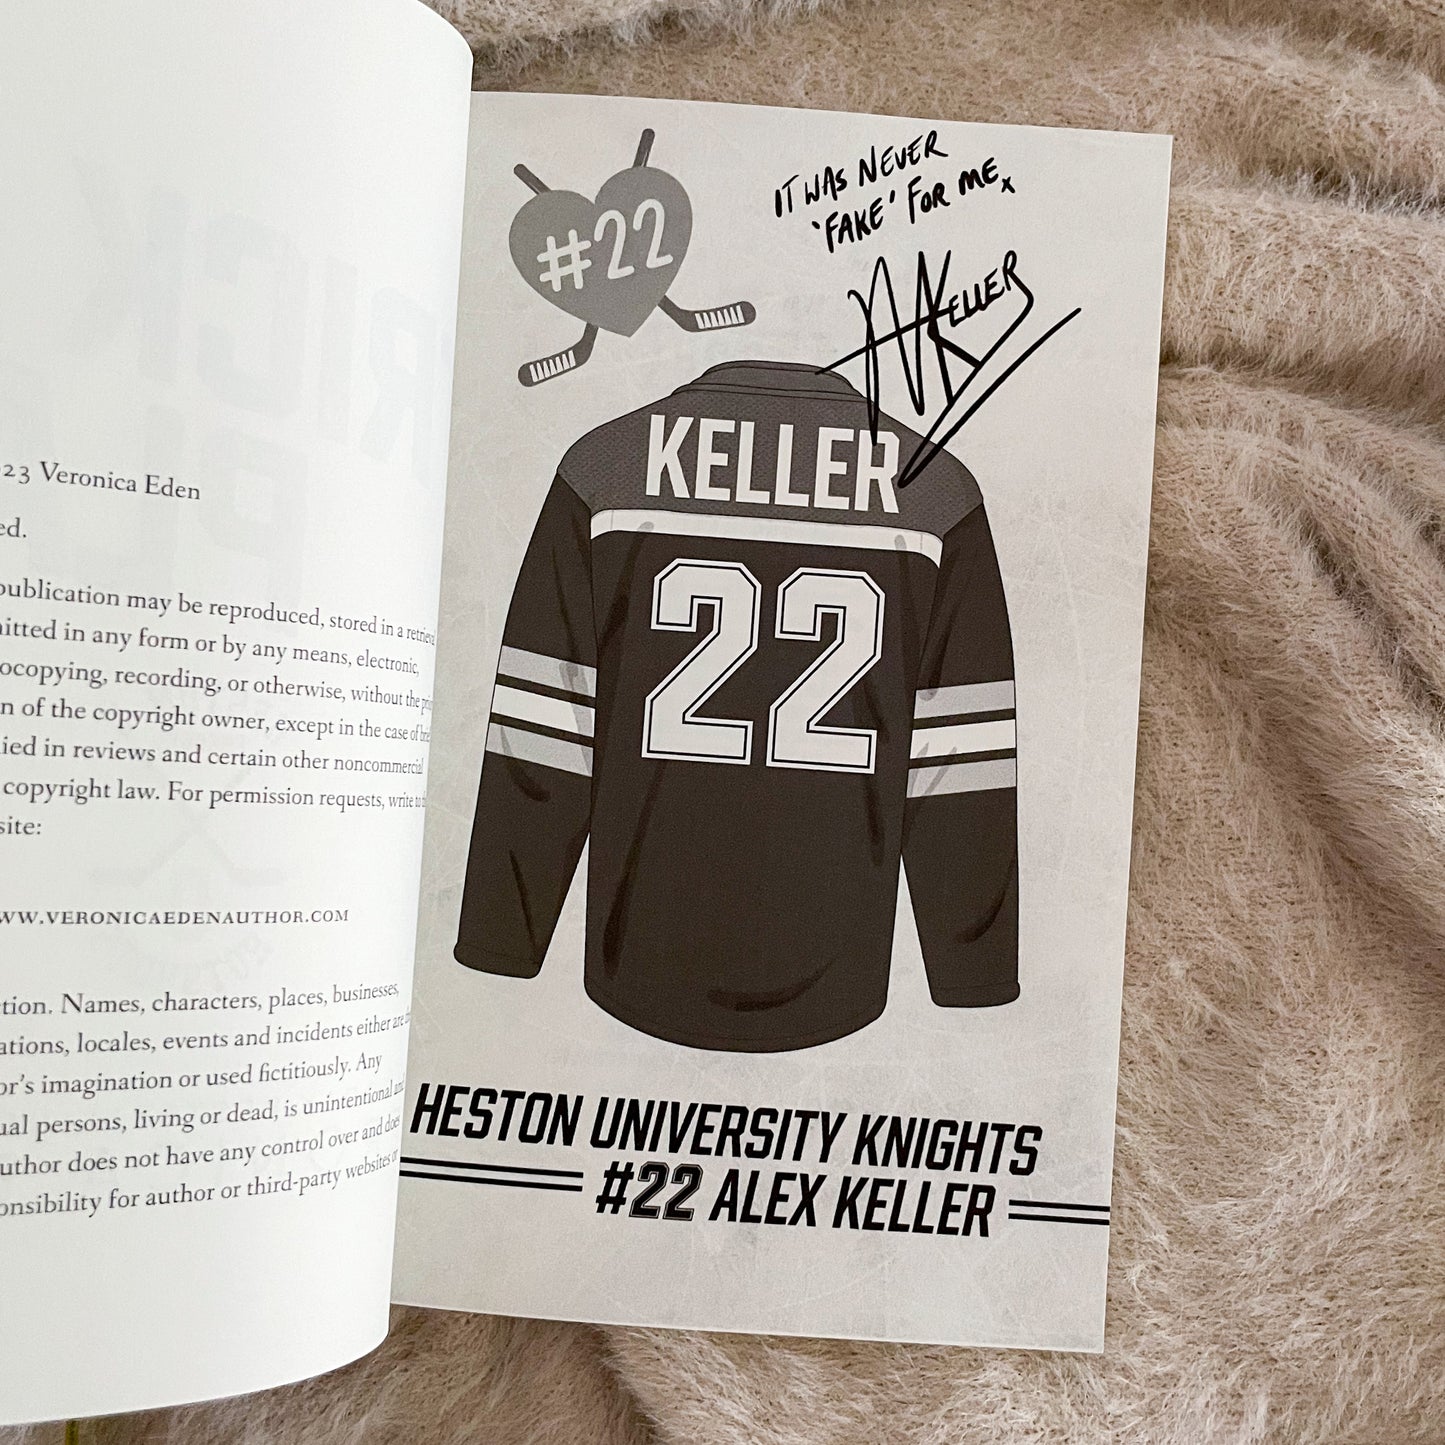 23 Veronica Eden
ed.
publication may be reproduced, stored in a retrieval
itted in any form or by any means, electronic,
ocopying, recording, or otherwise, without the
n of the copyright owner, except in the case of
ied in reviews and certain other noncommercial
copyright law. For permission requests, write to
site:
WW.VERONICAEDENAUTHOR.COM
tion. Names, characters, places, businesses,
ations, locales, events and incidents either are
or's imagination or used fictitiously. Any
ual persons, living or dead, is unintentional
uthor does not have any control over and does
onsibility for author or third-party websites or
#22
IT WAS NEVER
'FAKE' FOR ME x
A KELLER
KELLER
22
HESTON UNIVERSITY KNIGHTS
#22 ALEX KELLER